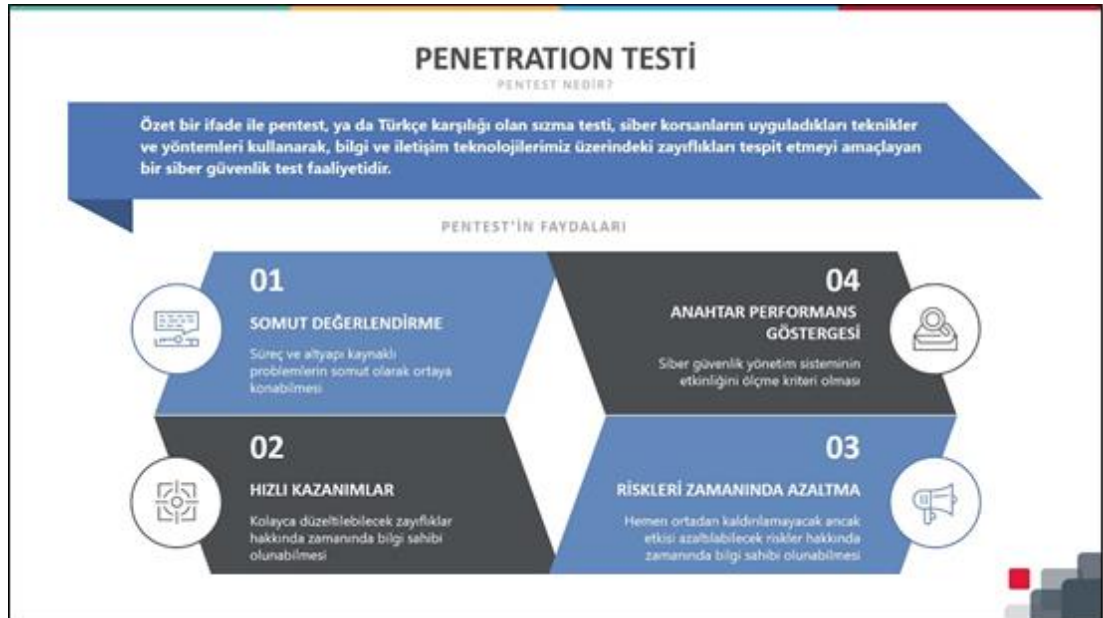 PENETRATION TESTİ
PENTEST NEDİR?
Özet bir ifade ile pentest, ya da Türkçe karşılığı olan sızma testi, siber korsanların uyguladıkları teknikler
ve yöntemleri kullanarak, bilgi ve iletişim teknolojilerimiz üzerindeki zayıflıkları tespit etmeyi amaçlayan
bir siber güvenlik test faaliyetidir.
PENTEST'İN FAYDALARI
01
SOMUT DEĞERLENDİRME
Süreç ve altyapı kaynaklı
problemlerin somut olarak ortaya
konabilmesi
02
HIZLI KAZANIMLAR
Kolayca düzeltilebilecek zayıflıklar
hakkında zamanında bilgi sahibi
olunabilmesi
04
ANAHTAR PERFORMANS
GÖSTERGESİ
Siber güvenlik yönetim sisteminin
etkinliğini ölçme kriteri olması
03
RİSKLERİ ZAMANINDA AZALTMA
Hemen ortadan kaldırılamayacak ancak
etkisi azaltılabilecek riskler hakkında
zamanında bilgi sahibi olunabilmesi